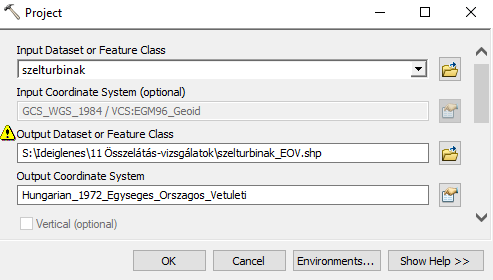 Project
Input Dataset or Feature Class
szelturbinak
Input Coordinate System (optional)
GCS_WGS_1984 / VCS:EGM96_Geoid
Output Dataset or Feature Class
S:\Ideiglenes\11 Összelátás-vizsgálatok\szelturbinak_EOV.shp
Output Coordinate System
Hungarian_1972_Egyseges_Orszagos_Vetuleti
Vertical (optional)
OK
Cancel
Environments...
Show Help >>